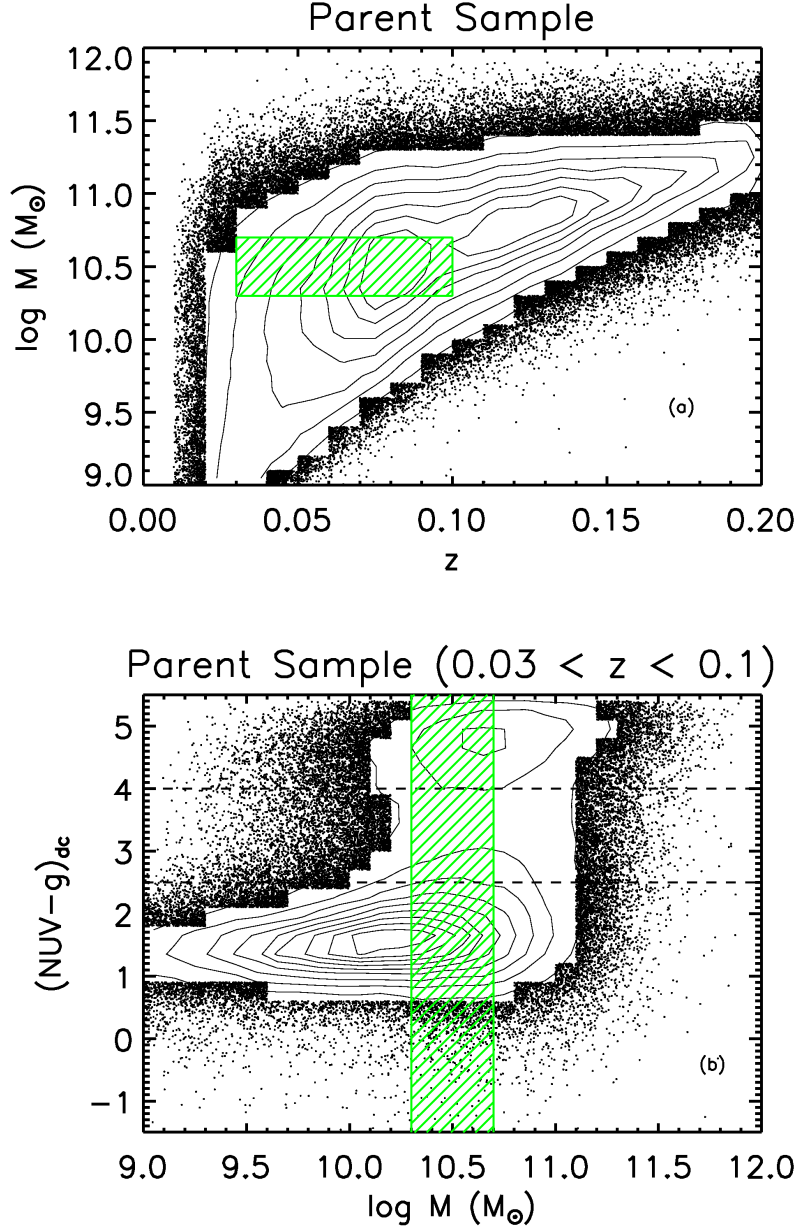 Parent Sample
12.0
11.5
11.0
10.5
10.0
9.5
9.0
log M (M☉)
(a)
0.00 0.05 0.10 0.15 0.20
z
Parent Sample (0.03 < z < 0.1)
5
4
3
2
1
0
−1
(NUV−g)dc
(b)
9.0 9.5 10.0 10.5 11.0 11.5 12.0
log M (M☉)